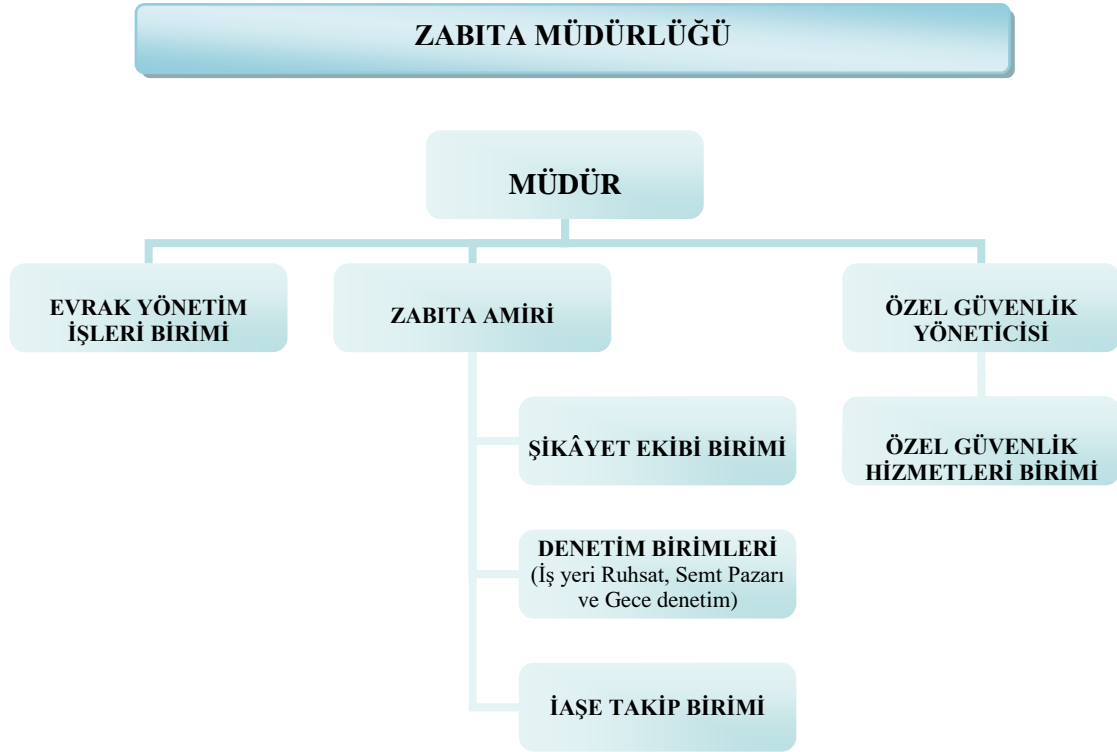 ZABITA MÜDÜRLÜĞÜ
MÜDÜR
EVRAK YÖNETİM
İŞLERİ BİRİMİ
ZABITA AMİRİ
ÖZEL GÜVENLİK
YÖNETİCİSİ
ŞİKÂYET EKİBİ BİRİMİ
ÖZEL GÜVENLİK
HİZMETLERİ BİRİMİ
DENETİM BİRİMLERİ
(İş yeri Ruhsat, Semt Pazarı
ve Gece denetim)
İAŞE TAKİP BİRİMİ